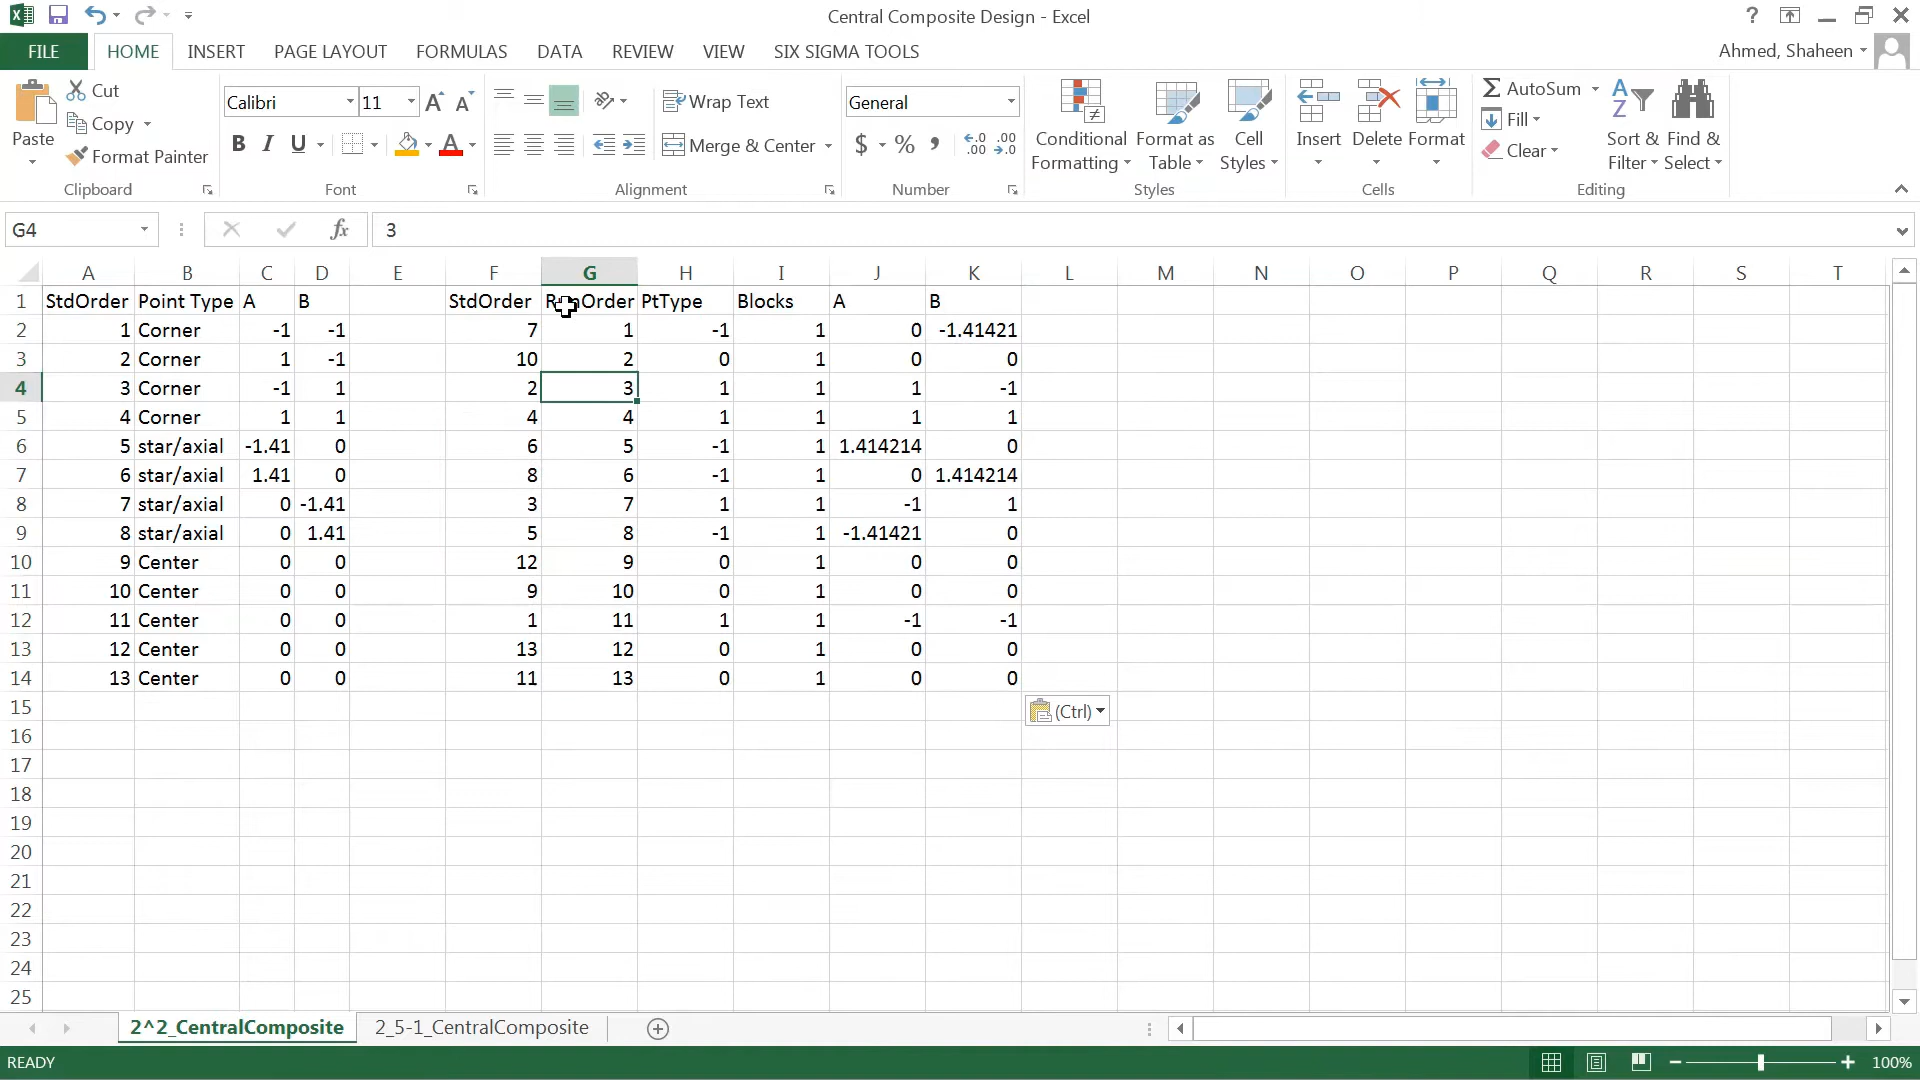 Central Composite Design - Excel
FILE HOME INSERT PAGE LAYOUT FORMULAS DATA REVIEW VIEW SIX SIGMA TOOLS Ahmed, Shaheen
Cut
Copy
Format Painter
Paste
Clipboard
Calibri 11
B I U
Font
Wrap Text
Merge & Center
Alignment
General
$ % ,
Number
Conditional Formatting
Format as Table
Cell Styles
Styles
Insert Delete Format
Cells
AutoSum
Fill
Clear
Sort & Filter
Find & Select
Editing
G4 fx 3
A B C D E F G H I J K L M N O P Q R S T
1 StdOrder Point Type A B StdOrder RunOrder PtType Blocks A B
2 1 Corner -1 -1 7 1 -1 1 0 -1.41421
3 2 Corner 1 -1 10 2 0 1 0 0
4 3 Corner -1 1 2 3 1 1 1 -1
5 4 Corner 1 1 4 4 1 1 1 1
6 5 star/axial -1.41 0 6 5 -1 1 1.414214 0
7 6 star/axial 1.41 0 8 6 -1 1 0 1.414214
8 7 star/axial 0 -1.41 3 7 1 1 -1 1
9 8 star/axial 0 1.41 5 8 -1 1 -1.41421 0
10 9 Center 0 0 12 9 0 1 0 0
11 10 Center 0 0 9 10 0 1 0 0
12 11 Center 0 0 1 11 1 1 -1 -1
13 12 Center 0 0 13 12 0 1 0 0
14 13 Center 0 0 11 13 0 1 0 0
15 (Ctrl)
16
17
18
19
20
21
22
23
24
25
2^2_CentralComposite 2_5-1_CentralComposite
READY 100%